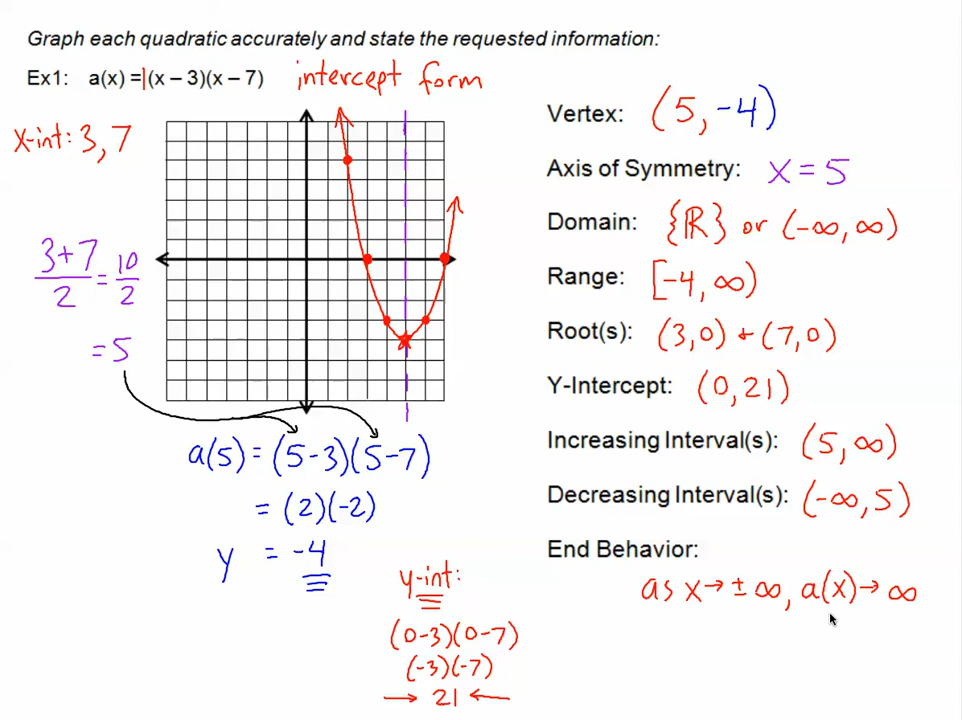 Graph each quadratic accurately and state the requested information:
Ex1: a(x) =|(x – 3)(x – 7) intercept form
x-int: 3, 7
3+7/2 = 10/2
= 5
a(5) = (5-3)(5-7)
= (2)(-2)
y = -4
y-int:
(0-3)(0-7)
(-3)(-7)
→ 21 ←
Vertex: (5, -4)
Axis of Symmetry: x = 5
Domain: {ℝ} or (-∞, ∞)
Range: [-4, ∞)
Root(s): (3,0) + (7,0)
Y-Intercept: (0, 21)
Increasing Interval(s): (5, ∞)
Decreasing Interval(s): (-∞, 5)
End Behavior:
as x→ ± ∞, a(x)→ ∞